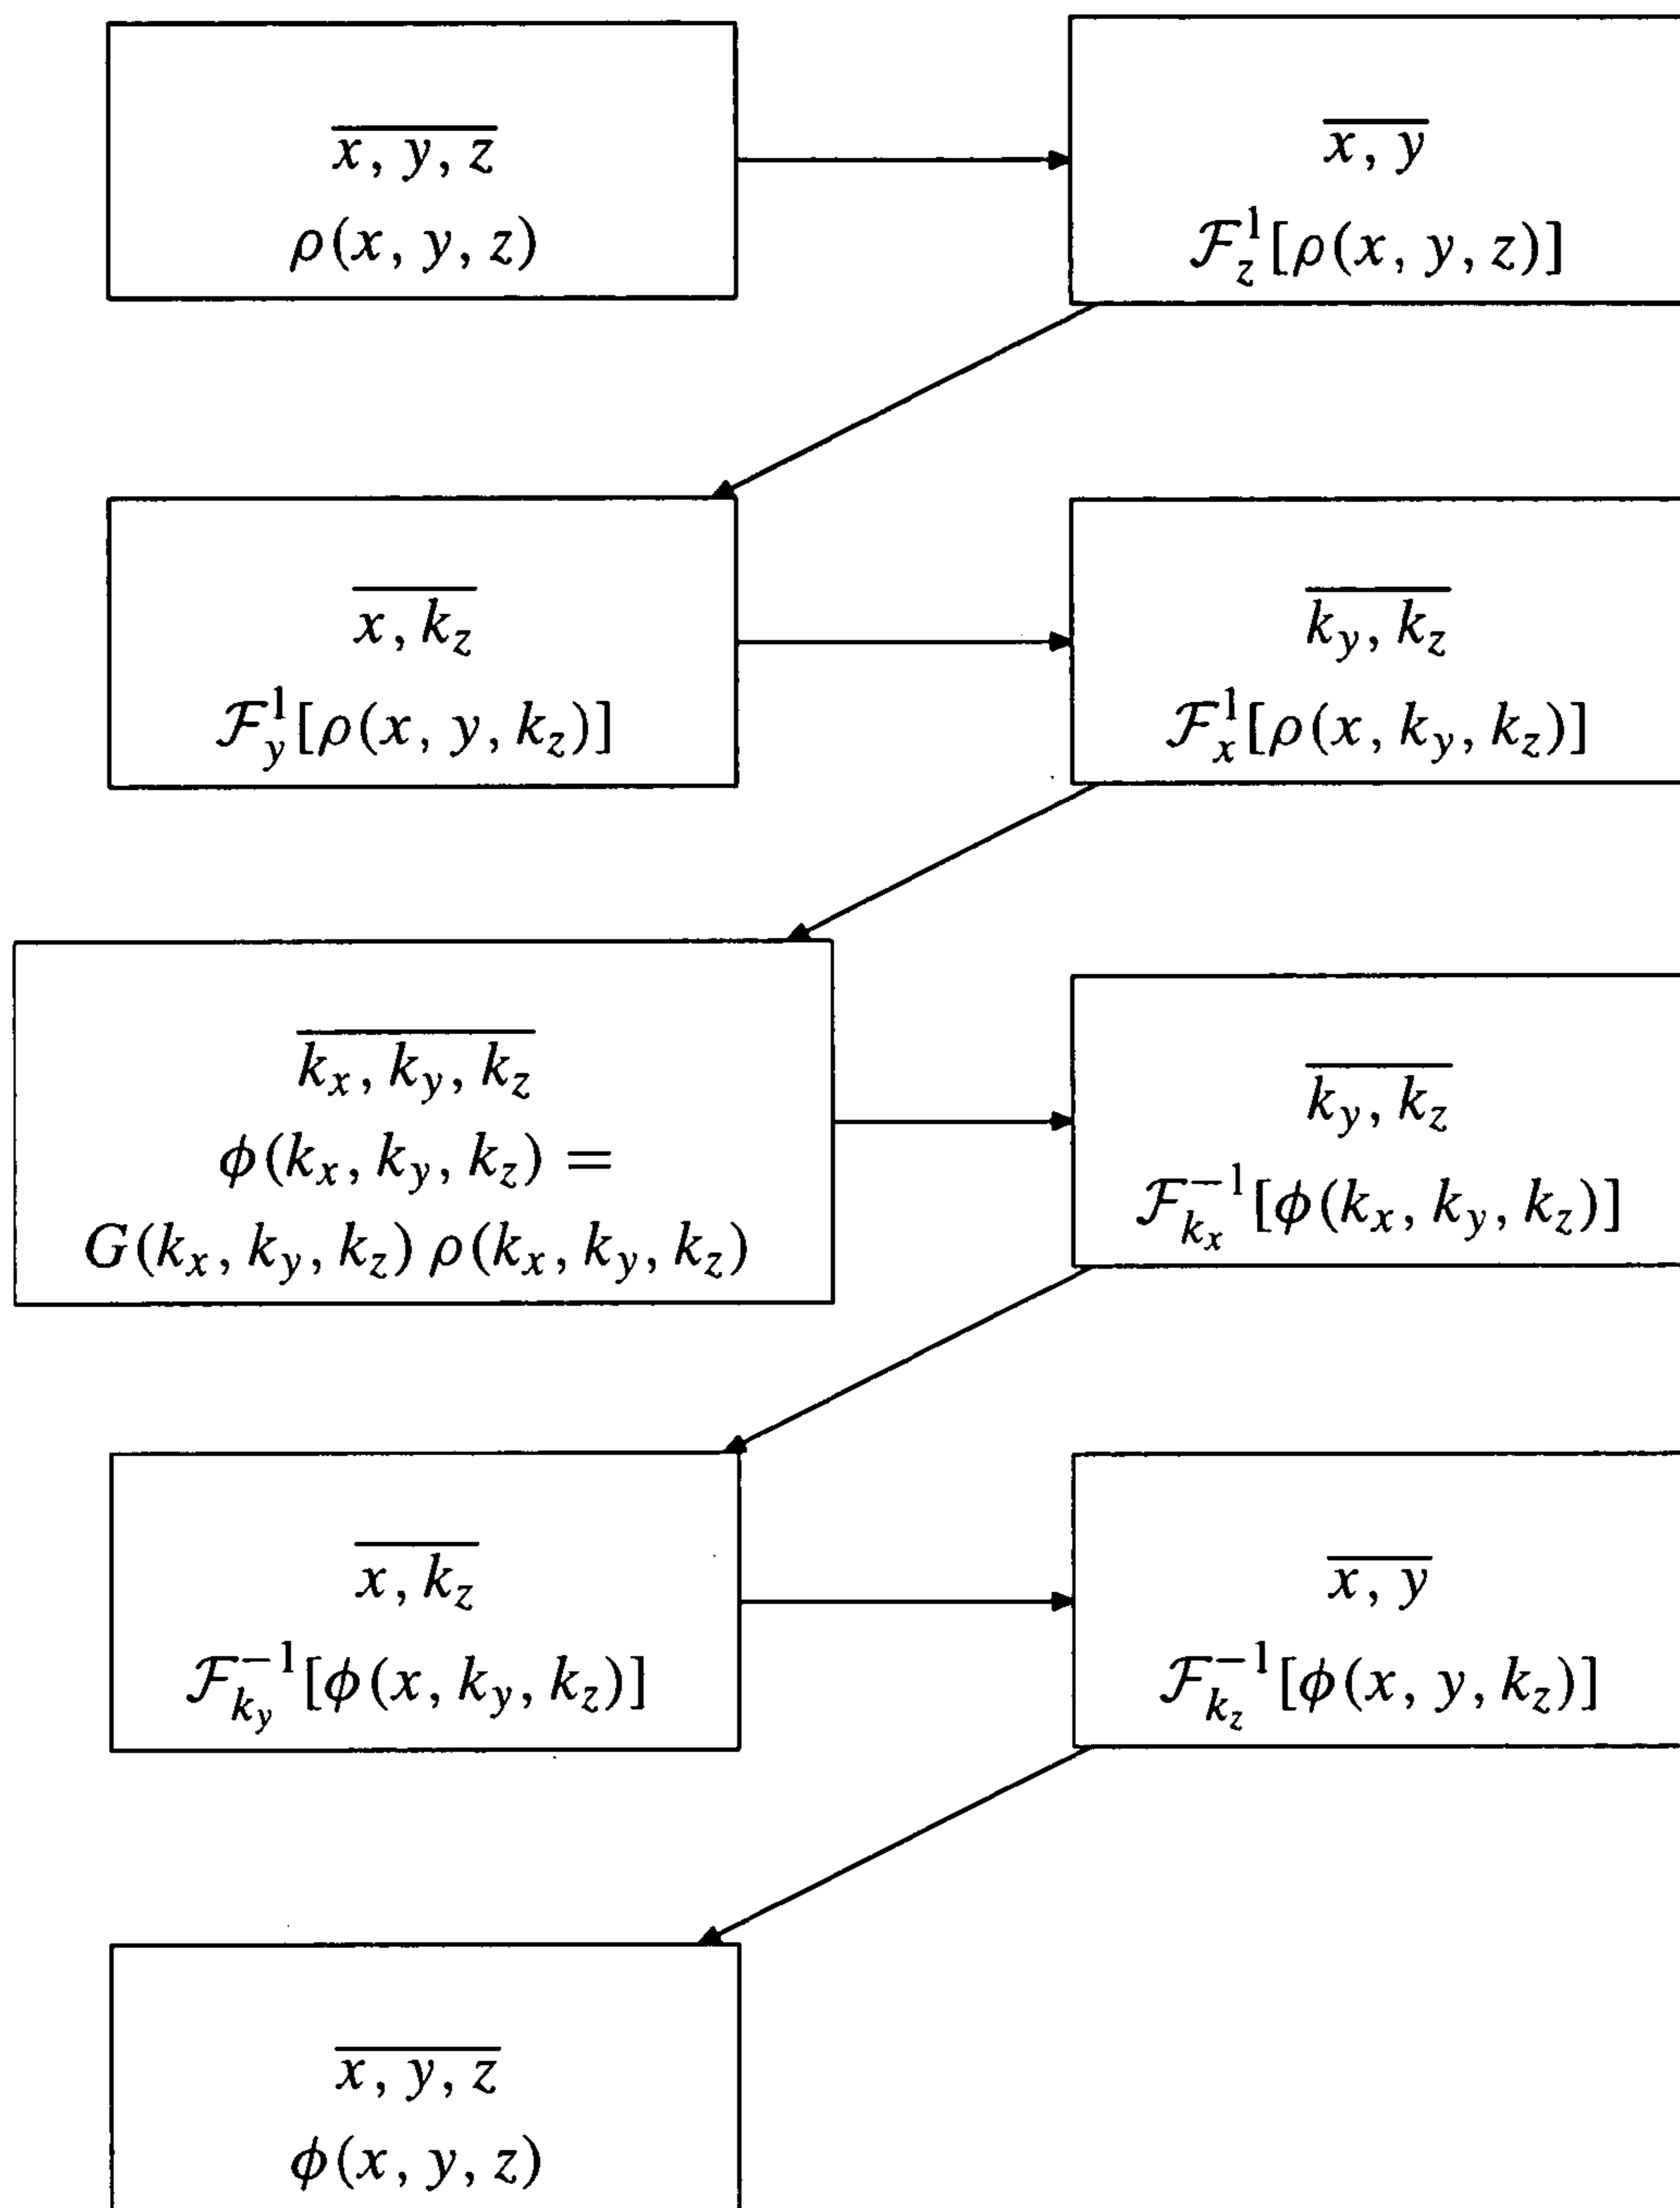 x, y, z
ρ(x, y, z)
x, y
ℱ_z^1[ρ(x, y, z)]
x, k_z
ℱ_y^1[ρ(x, y, k_z)]
k_y, k_z
ℱ_x^1[ρ(x, k_y, k_z)]
k_x, k_y, k_z
ϕ(k_x, k_y, k_z) =
G(k_x, k_y, k_z) ρ(k_x, k_y, k_z)
k_y, k_z
ℱ_{k_x}^{-1}[ϕ(k_x, k_y, k_z)]
x, k_z
ℱ_{k_y}^{-1}[ϕ(x, k_y, k_z)]
x, y
ℱ_{k_z}^{-1}[ϕ(x, y, k_z)]
x, y, z
ϕ(x, y, z)